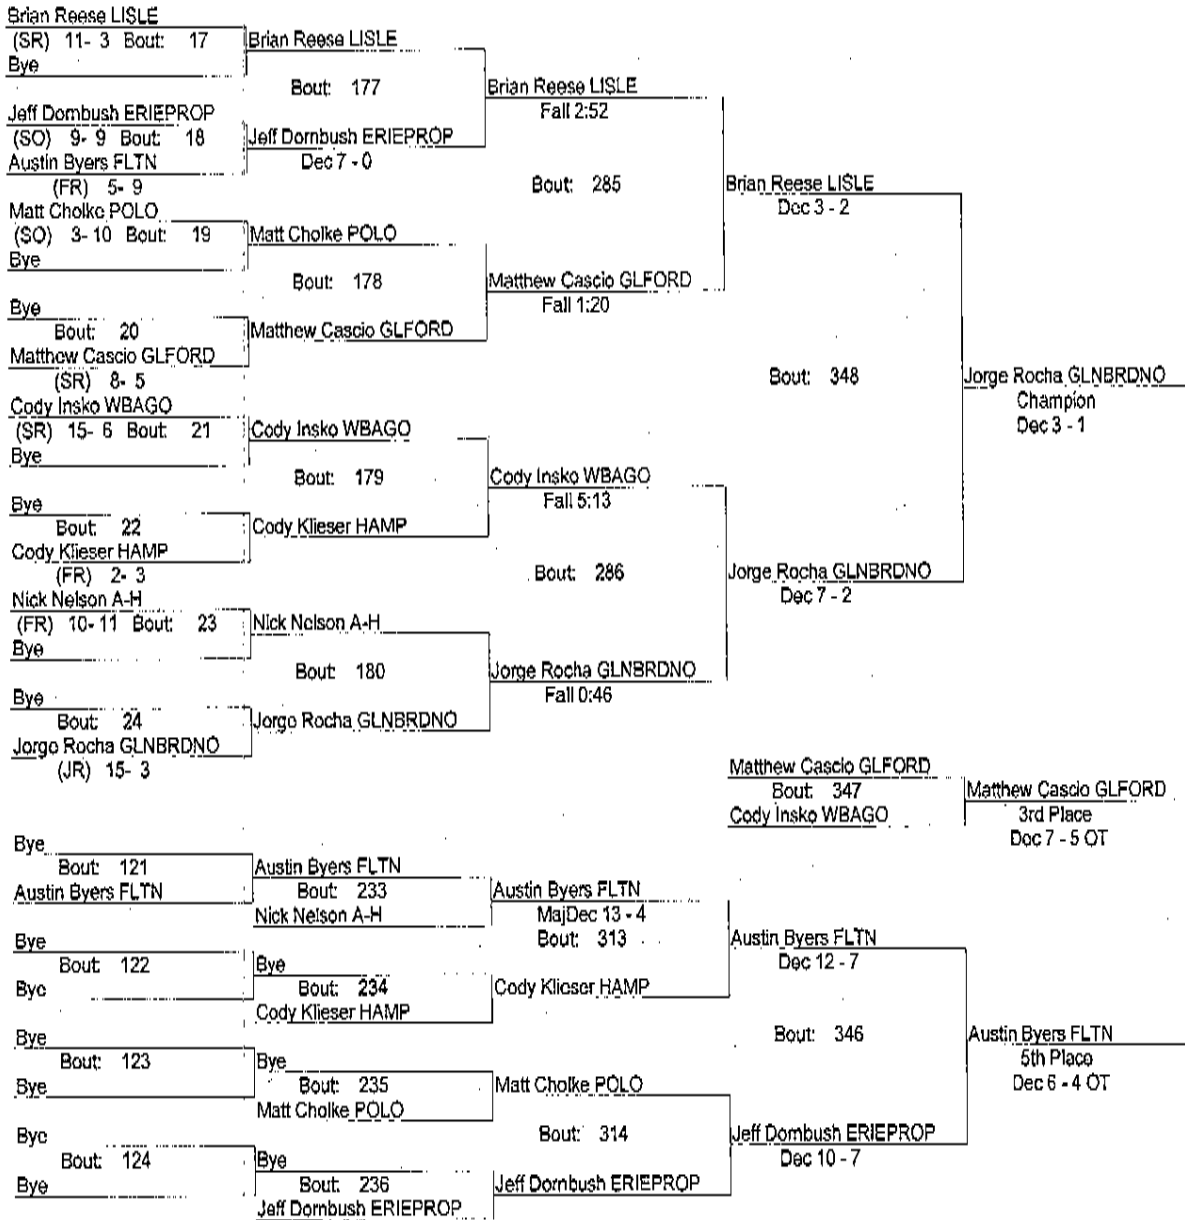 Brian Reese LISLE
(SR) 11- 3 Bout: 17
Bye
Brian Reese LISLE
Bout: 177
Jeff Dornbush ERIEPROP
(SO) 9- 9 Bout: 18
Austin Byers FLTN
(FR) 5- 9
Jeff Dornbush ERIEPROP
Dec 7 - 0
Brian Reese LISLE
Fall 2:52
Bout: 285
Matt Cholke POLO
(SO) 3- 10 Bout: 19
Bye
Matt Cholke POLO
Bout: 178
Bye
Bout: 20
Matthew Cascio GLFORD
(SR) 8- 5
Matthew Cascio GLFORD
Matthew Cascio GLFORD
Fall 1:20
Brian Reese LISLE
Dec 3 - 2
Bout: 348
Cody Insko WBAGO
(SR) 15- 6 Bout: 21
Bye
Cody Insko WBAGO
Bout: 179
Bye
Bout: 22
Cody Klieser HAMP
(FR) 2- 3
Cody Klieser HAMP
Cody Insko WBAGO
Fall 5:13
Bout: 286
Nick Nelson A-H
(FR) 10- 11 Bout: 23
Bye
Nick Nelson A-H
Bout: 180
Bye
Bout: 24
Jorge Rocha GLNBRDNO
(JR) 15- 3
Jorge Rocha GLNBRDNO
Jorge Rocha GLNBRDNO
Fall 0:46
Jorge Rocha GLNBRDNO
Dec 7 - 2
Jorge Rocha GLNBRDNO
Champion
Dec 3 - 1
Matthew Cascio GLFORD
Bout: 347
Cody Insko WBAGO
Matthew Cascio GLFORD
3rd Place
Dec 7 - 5 OT
Bye
Bout: 121
Austin Byers FLTN
Austin Byers FLTN
Bout: 233
Nick Nelson A-H
Austin Byers FLTN
MajDec 13 - 4
Bout: 313
Bye
Bout: 122
Bye
Bye
Bout: 234
Cody Klieser HAMP
Cody Klieser HAMP
Austin Byers FLTN
Dec 12 - 7
Bout: 346
Bye
Bout: 123
Bye
Bye
Bout: 235
Matt Cholke POLO
Matt Cholke POLO
Bout: 314
Bye
Bout: 124
Bye
Bye
Bout: 236
Jeff Dornbush ERIEPROP
Jeff Dornbush ERIEPROP
Jeff Dornbush ERIEPROP
Dec 10 - 7
Austin Byers FLTN
5th Place
Dec 6 - 4 OT